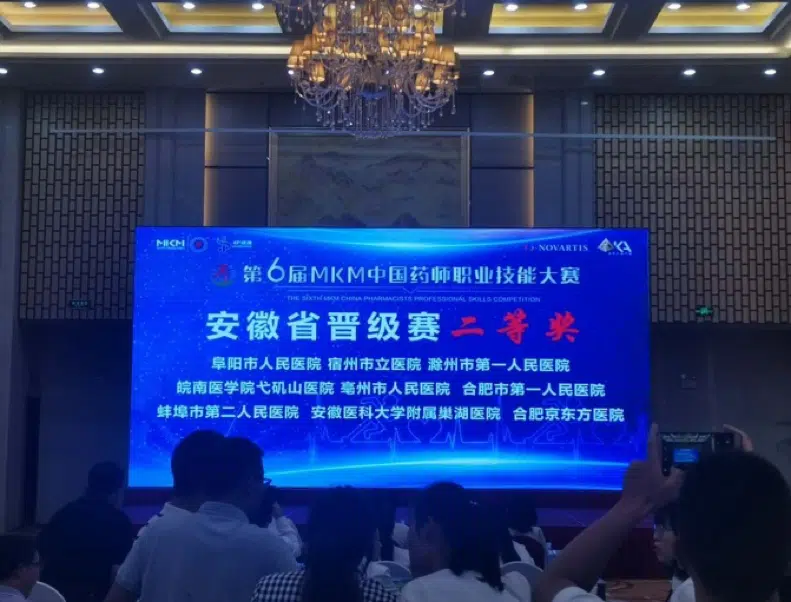 MKM NOVARTIS MKA
第6届MKM中国药师职业技能大赛
THE SIXTH MKM CHINA PHARMACISTS PROFESSIONAL SKILLS COMPETITION
安徽省晋级赛 二等奖
阜阳市人民医院 宿州市立医院 滁州市第一人民医院
皖南医学院弋矶山医院 亳州市人民医院 合肥市第一人民医院
蚌埠市第二人民医院 安徽医科大学附属巢湖医院 合肥京东方医院